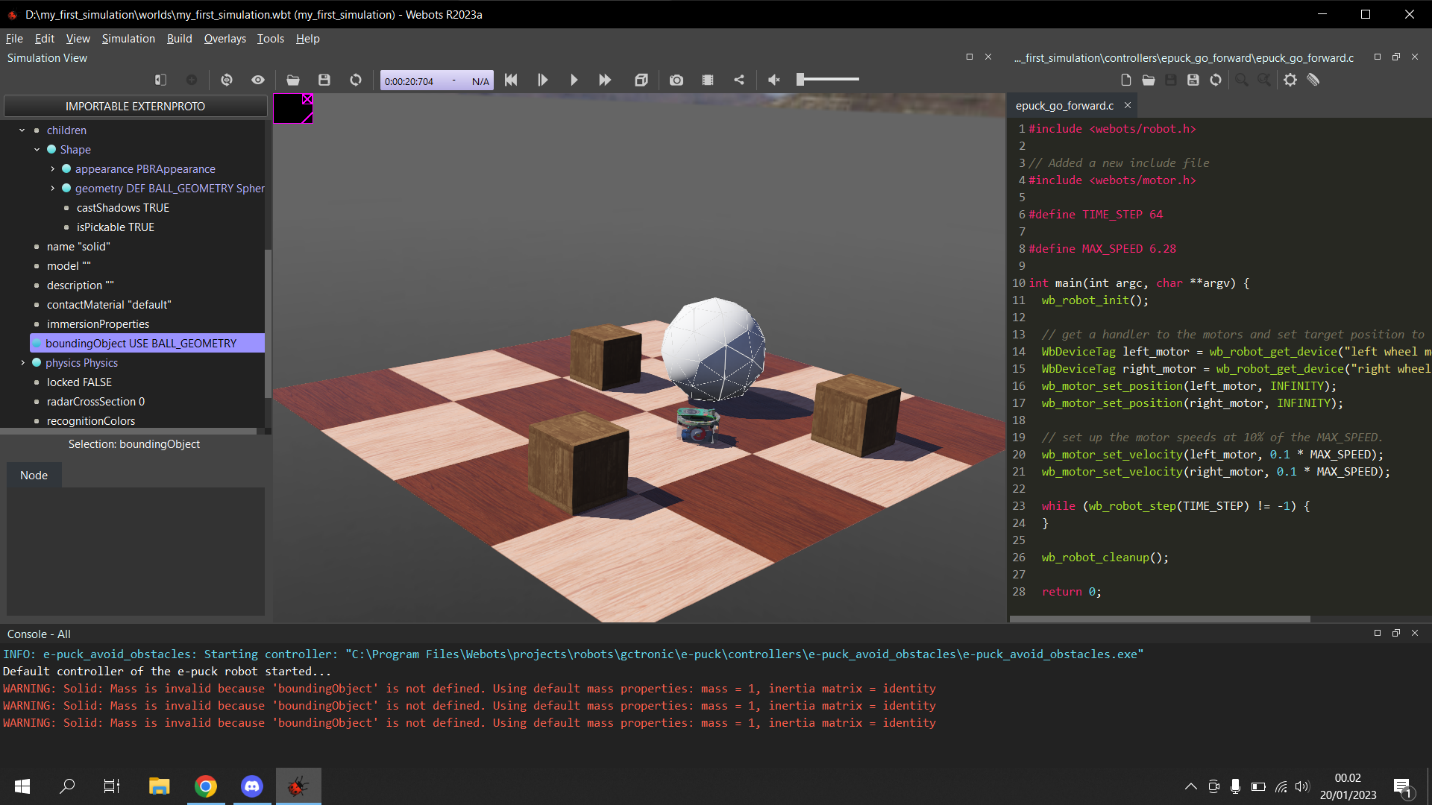 D:\my_first_simulation\worlds\my_first_simulation.wbt (my_first_simulation) - Webots R2023a
File Edit View Simulation Build Overlays Tools Help
Simulation View
0:00:20:704 - N/A
IMPORTABLE EXTERNPROTO
children
Shape
appearance PBRAppearance
geometry DEF BALL_GEOMETRY Spher
castShadows TRUE
isPickable TRUE
name "solid"
model ""
description ""
contactMaterial "default"
immersionProperties
boundingObject USE BALL_GEOMETRY
physics Physics
locked FALSE
radarCrossSection 0
recognitionColors
Selection: boundingObject
Node
..._first_simulation\controllers\epuck_go_forward\epuck_go_forward.c
epuck_go_forward.c
1 #include <webots/robot.h>
2
3 // Added a new include file
4 #include <webots/motor.h>
5
6 #define TIME_STEP 64
7
8 #define MAX_SPEED 6.28
9
10 int main(int argc, char **argv) {
11 wb_robot_init();
12
13 // get a handler to the motors and set target position to
14 WbDeviceTag left_motor = wb_robot_get_device("left wheel m
15 WbDeviceTag right_motor = wb_robot_get_device("right wheel
16 wb_motor_set_position(left_motor, INFINITY);
17 wb_motor_set_position(right_motor, INFINITY);
18
19 // set up the motor speeds at 10% of the MAX_SPEED.
20 wb_motor_set_velocity(left_motor, 0.1 * MAX_SPEED);
21 wb_motor_set_velocity(right_motor, 0.1 * MAX_SPEED);
22
23 while (wb_robot_step(TIME_STEP) != -1) {
24 }
25
26 wb_robot_cleanup();
27
28 return 0;
Console - All
INFO: e-puck_avoid_obstacles: Starting controller: "C:\Program Files\Webots\projects\robots\gctronic\e-puck\controllers\e-puck_avoid_obstacles\e-puck_avoid_obstacles.exe"
Default controller of the e-puck robot started...
WARNING: Solid: Mass is invalid because 'boundingObject' is not defined. Using default mass properties: mass = 1, inertia matrix = identity
WARNING: Solid: Mass is invalid because 'boundingObject' is not defined. Using default mass properties: mass = 1, inertia matrix = identity
WARNING: Solid: Mass is invalid because 'boundingObject' is not defined. Using default mass properties: mass = 1, inertia matrix = identity
00.02
20/01/2023
1